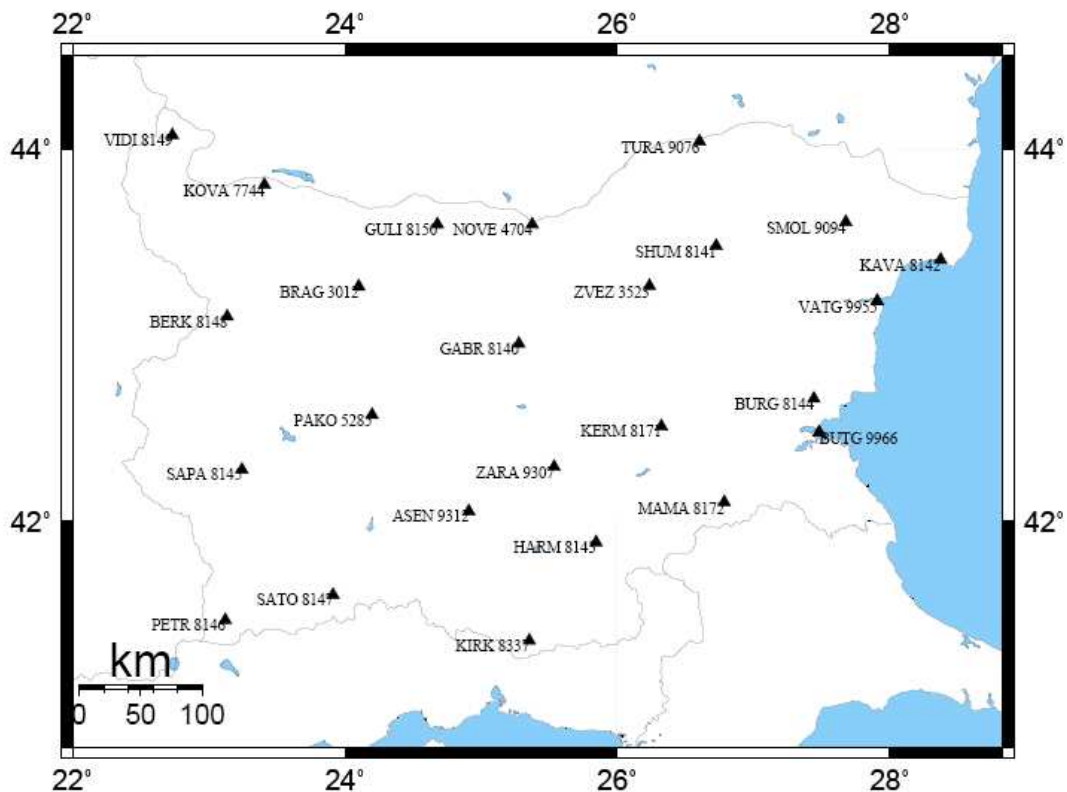 22° 24° 26° 28°
44° 44°
42° 42°
VIDI 8149
TURA 9076
KOVA 7744
GULI 8150
NOVE 4704
SMOL 9094
SHUM 8141
KAVA 8142
BRAG 3012
ZVEZ 3525
VATG 9955
BERK 8148
GABR 8140
BURG 8144
PAKO 5285
KERM 8171
BUTG 9966
SAPA 8145
ZARA 9307
MAMA 8172
ASEN 9312
HARM 8143
SATO 8147
PETR 8146
KIRK 8337
km
0 50 100
22° 24° 26° 28°